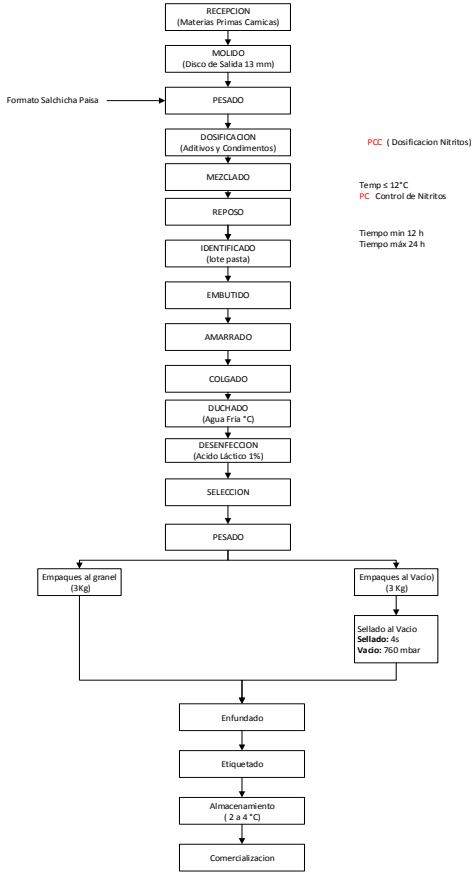 RECEPCION
(Materias Primas Camicas)
MOLIDO
(Disco de Salida 13 mm)
Formato Salchicha Paisa
PESADO
DOSIFICACION
(Aditivos y Condimentos)
PCC ( Dosificacion Nitritos)
MEZCLADO
Temp ≤ 12°C
PC Control de Nitritos
REPOSO
Tiempo min 12 h
Tiempo máx 24 h
IDENTIFICADO
(lote pasta)
EMBUTIDO
AMARRADO
COLGADO
DUCHADO
(Agua Fria °C)
DESENFECCION
(Acido Láctico 1%)
SELECCION
PESADO
Empaques al granel
(3Kg)
Empaques al Vacío)
(3 Kg)
Sellado al Vacio
Sellado: 4s
Vacio: 760 mbar
Enfundado
Etiquetado
Almacenamiento
( 2 a 4 °C)
Comercializacion